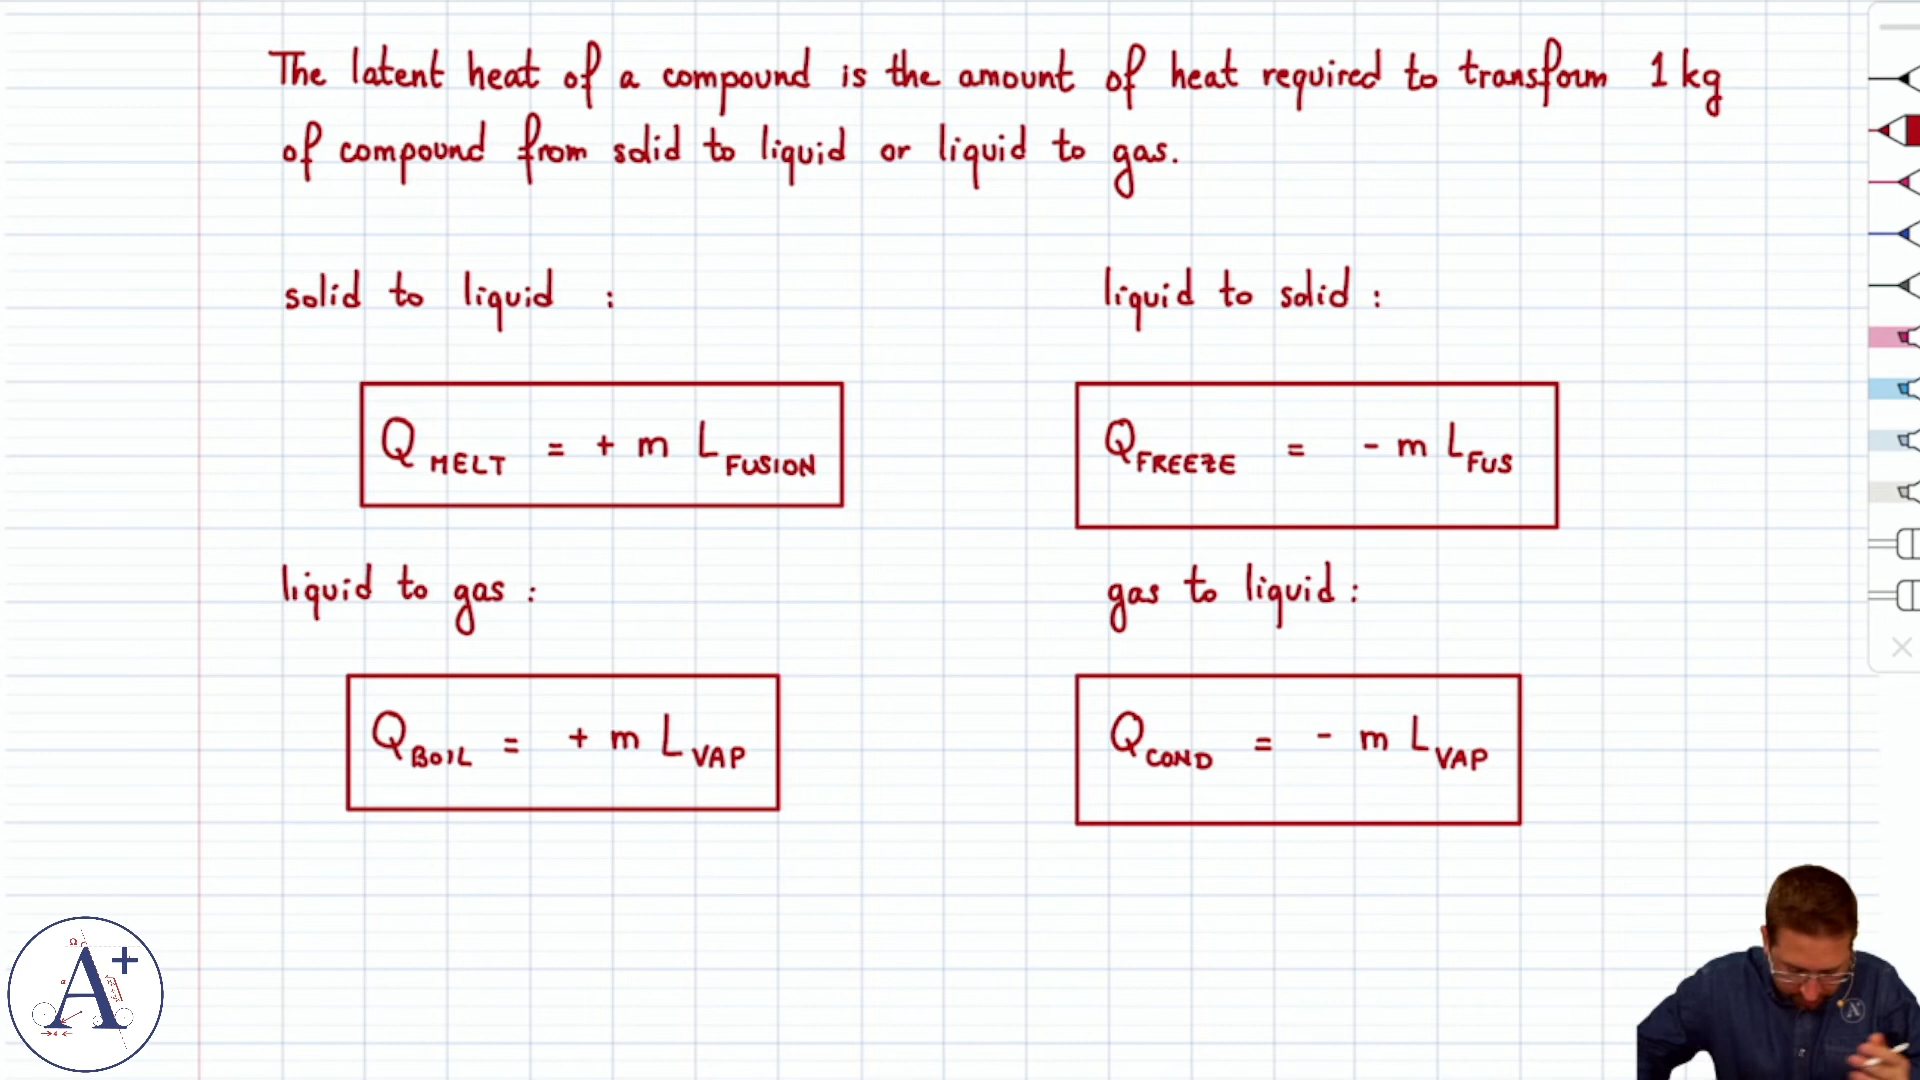 The latent heat of a compound is the amount of heat required to transform 1 kg
of compound from solid to liquid or liquid to gas.
solid to liquid :
liquid to solid :
Q MELT = + m L FUSION
Q FREEZE = - m L FUS
liquid to gas :
gas to liquid :
Q BOIL = + m L VAP
Q COND = - m L VAP
A+